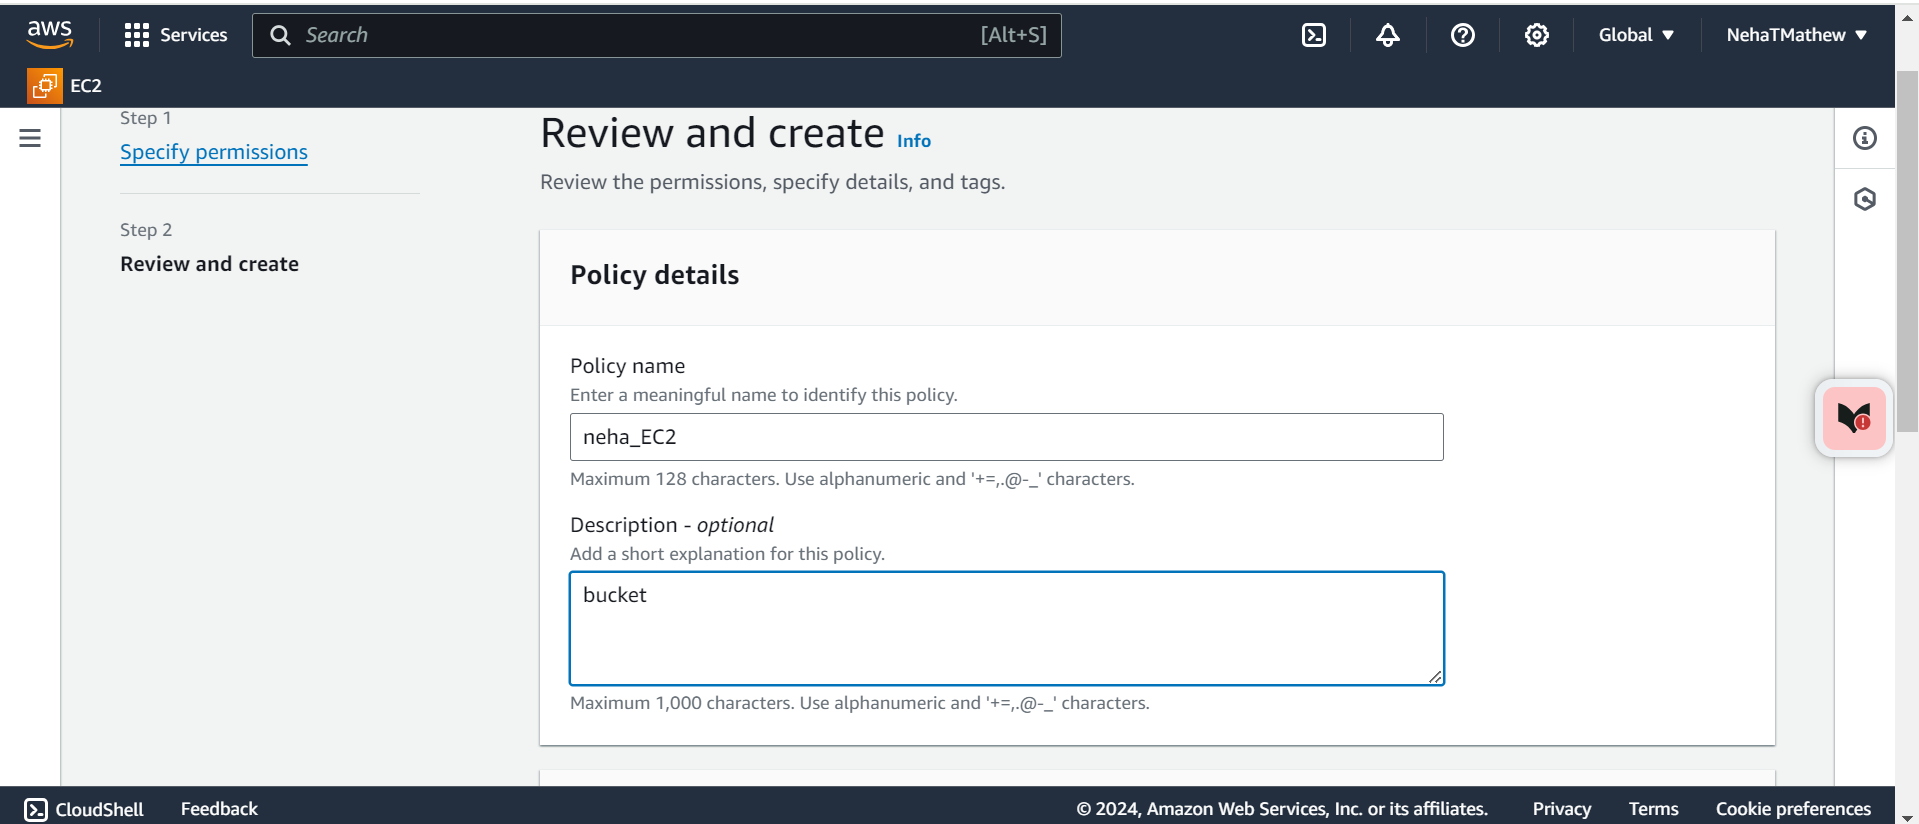 aws
Services
Search
[Alt+S]
Global
NehaTMathew
EC2
Step 1
Specify permissions
Step 2
Review and create
Review and create Info
Review the permissions, specify details, and tags.
Policy details
Policy name
Enter a meaningful name to identify this policy.
neha_EC2
Maximum 128 characters. Use alphanumeric and '+=,.@-_' characters.
Description - optional
Add a short explanation for this policy.
bucket
Maximum 1,000 characters. Use alphanumeric and '+=,.@-_' characters.
CloudShell
Feedback
© 2024, Amazon Web Services, Inc. or its affiliates.
Privacy
Terms
Cookie preferences